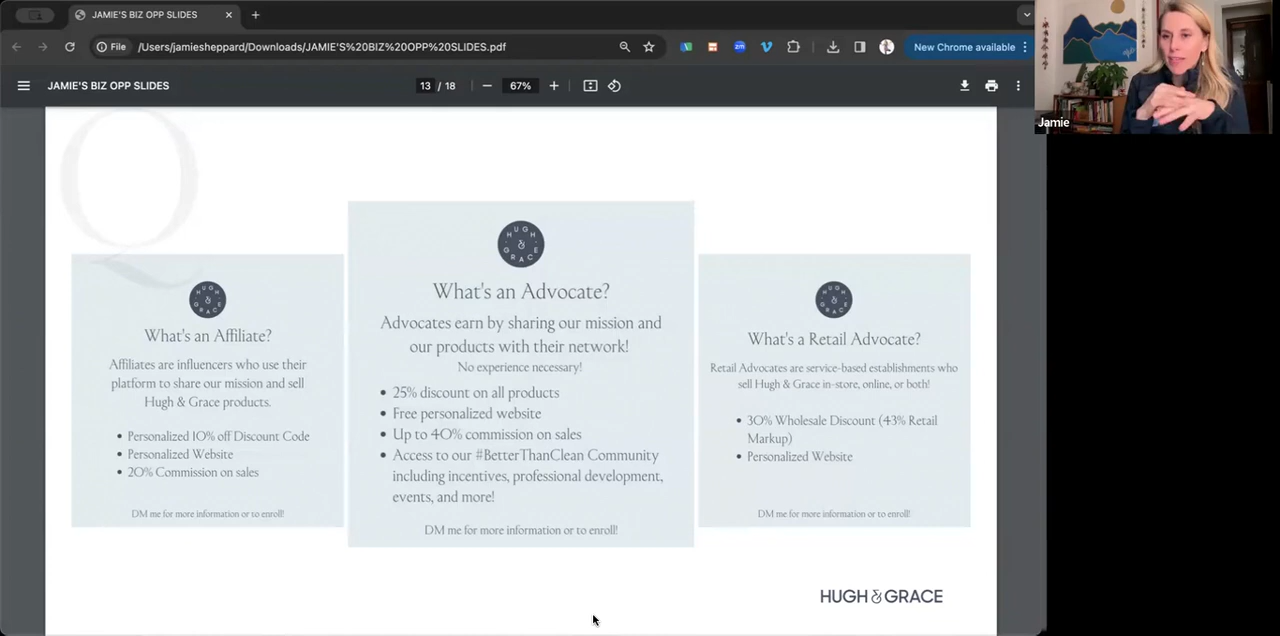 JAMIE'S BIZ OPP SLIDES
File /Users/jamiesheppard/Downloads/JAMIE'S%20BIZ%20OPP%20SLIDES.pdf
New Chrome available
JAMIE'S BIZ OPP SLIDES
13 / 18
67%
Jamie
Q
HUGH & GRACE
What's an Affiliate?
Affiliates are influencers who use their
platform to share our mission and sell
Hugh & Grace products.
• Personalized 10% off Discount Code
• Personalized Website
• 20% Commission on sales
DM me for more information or to enroll!
HUGH & GRACE
What's an Advocate?
Advocates earn by sharing our mission and
our products with their network!
No experience necessary!
• 25% discount on all products
• Free personalized website
• Up to 40% commission on sales
• Access to our #BetterThanClean Community
including incentives, professional development,
events, and more!
DM me for more information or to enroll!
HUGH & GRACE
What's a Retail Advocate?
Retail Advocates are service-based establishments who
sell Hugh & Grace in-store, online, or both!
• 30% Wholesale Discount (43% Retail
Markup)
• Personalized Website
DM me for more information or to enroll!
HUGH & GRACE